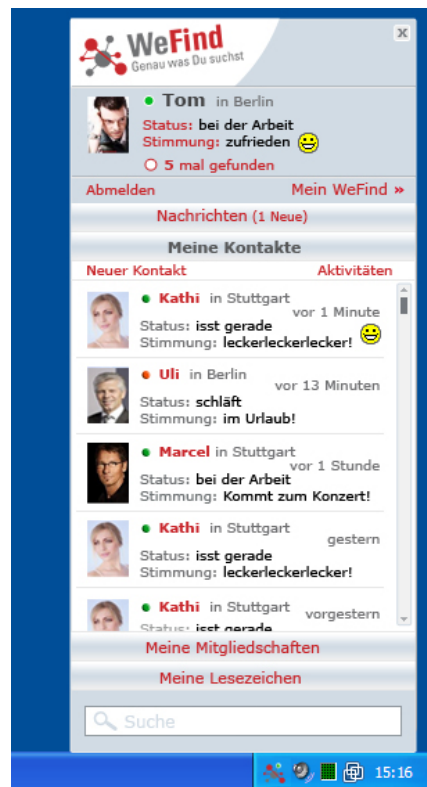 WeFind
Genau was Du suchst
x
Tom in Berlin
Status: bei der Arbeit
Stimmung: zufrieden
5 mal gefunden
Abmelden Mein WeFind »
Nachrichten (1 Neue)
Meine Kontakte
Neuer Kontakt Aktivitäten
Kathi in Stuttgart
vor 1 Minute
Status: isst gerade
Stimmung: leckerleckerlecker!
Uli in Berlin
vor 13 Minuten
Status: schläft
Stimmung: im Urlaub!
Marcel in Stuttgart
vor 1 Stunde
Status: bei der Arbeit
Stimmung: Kommt zum Konzert!
Kathi in Stuttgart
gestern
Status: isst gerade
Stimmung: leckerleckerlecker!
Kathi in Stuttgart
vorgestern
Status: isst gerade
Meine Mitgliedschaften
Meine Lesezeichen
Suche
15:16